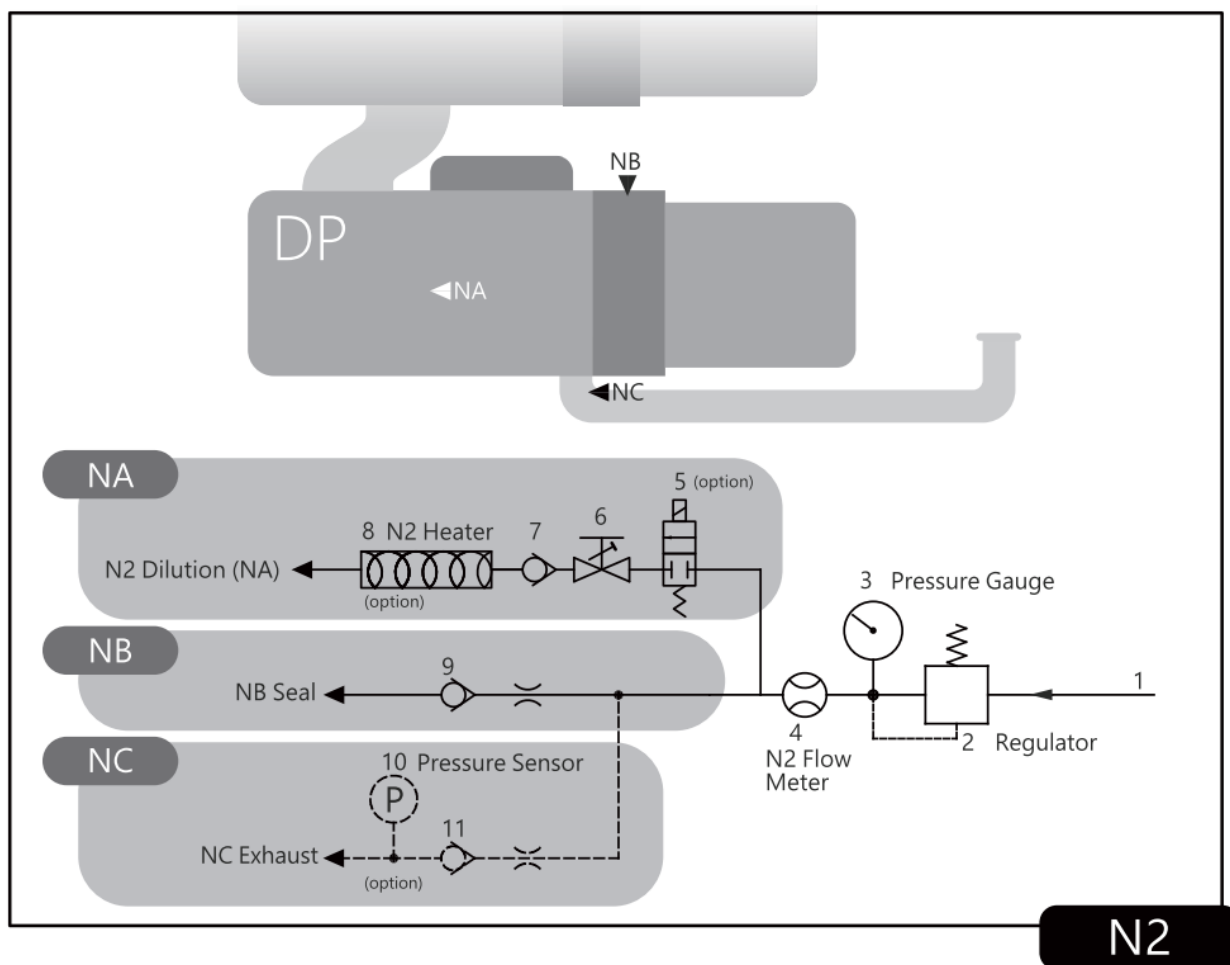 NB
DP
NA
NC
NA
5 (option)
8 N2 Heater
7
6
N2 Dilution (NA)
(option)
3 Pressure Gauge
NB
9
NB Seal
1
4
N2 Flow
Meter
2 Regulator
NC
10 Pressure Sensor
P
11
NC Exhaust
(option)
N2